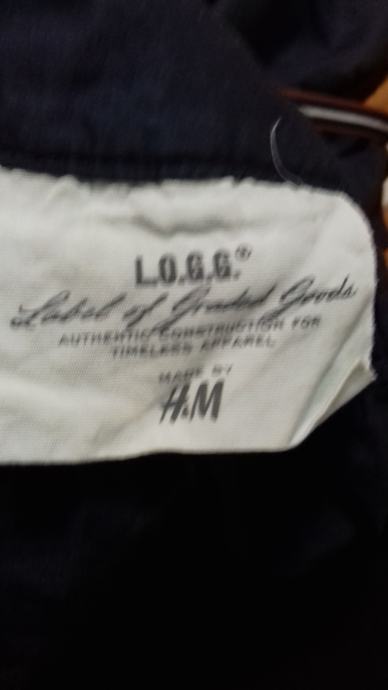 L.O.G.G.®
Label of Graded Goods
AUTHENTIC CONSTRUCTION FOR
TIMELESS APPAREL
MADE BY
H&M